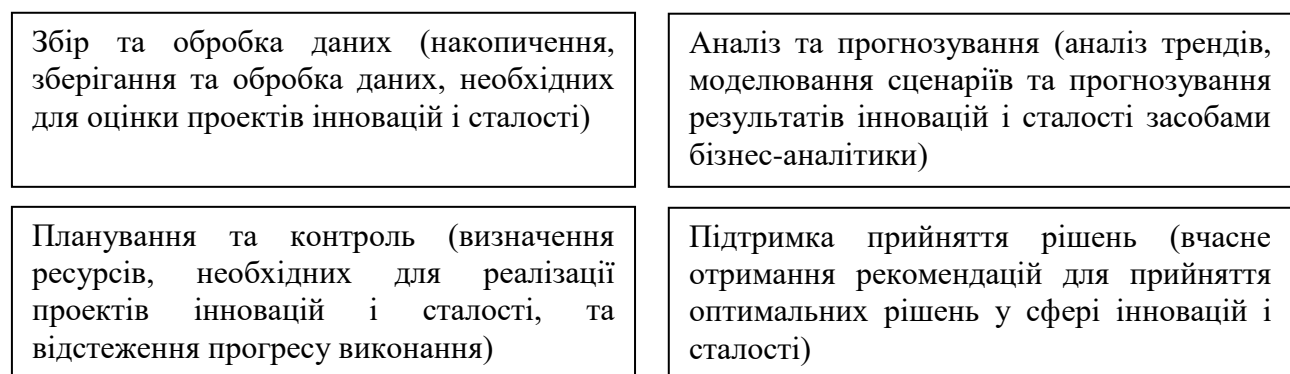 Збір та обробка даних (накопичення,
зберігання та обробка даних, необхідних
для оцінки проектів інновацій і сталості)
Аналіз та прогнозування (аналіз трендів,
моделювання сценаріїв та прогнозування
результатів інновацій і сталості засобами
бізнес-аналітики)
Планування та контроль (визначення
ресурсів, необхідних для реалізації
проектів інновацій і сталості, та
відстеження прогресу виконання)
Підтримка прийняття рішень (вчасне
отримання рекомендацій для прийняття
оптимальних рішень у сфері інновацій і
сталості)